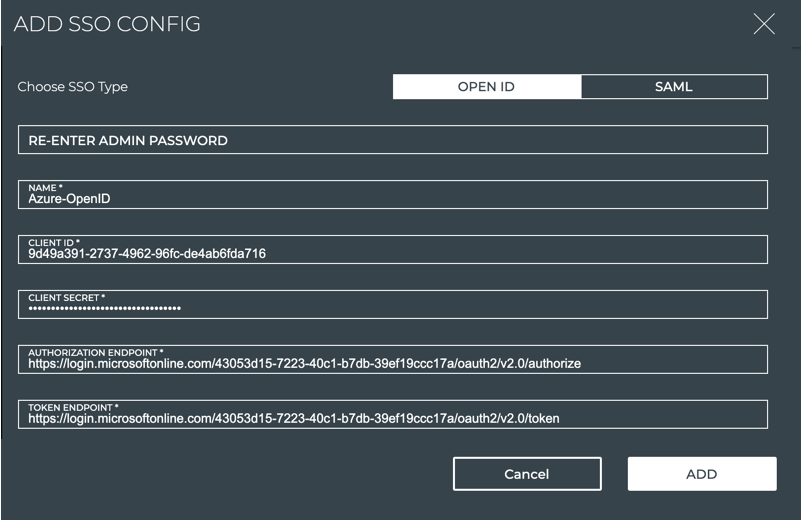 ADD SSO CONFIG
Choose SSO Type
OPEN ID
SAML
RE-ENTER ADMIN PASSWORD
NAME *
Azure-OpenID
CLIENT ID *
9d49a391-2737-4962-96fc-de4ab6fda716
CLIENT SECRET *
••••••••••••••••••••••••••••••••••
AUTHORIZATION ENDPOINT *
https://login.microsoftonline.com/43053d15-7223-40c1-b7db-39ef19ccc17a/oauth2/v2.0/authorize
TOKEN ENDPOINT *
https://login.microsoftonline.com/43053d15-7223-40c1-b7db-39ef19ccc17a/oauth2/v2.0/token
Cancel
ADD